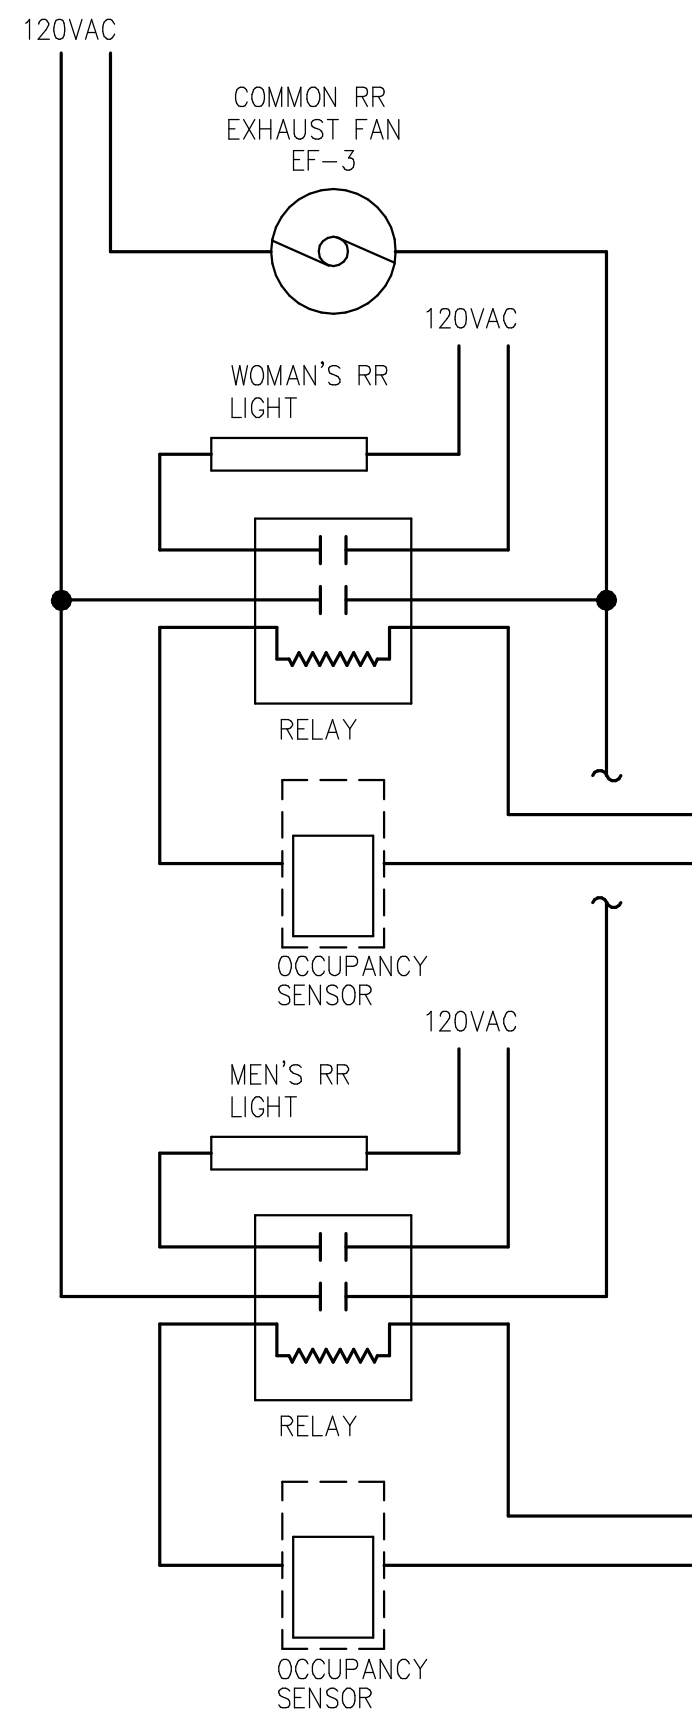 120VAC
COMMON RR
EXHAUST FAN
EF-3
120VAC
WOMAN'S RR
LIGHT
RELAY
OCCUPANCY
SENSOR
120VAC
MEN'S RR
LIGHT
RELAY
OCCUPANCY
SENSOR